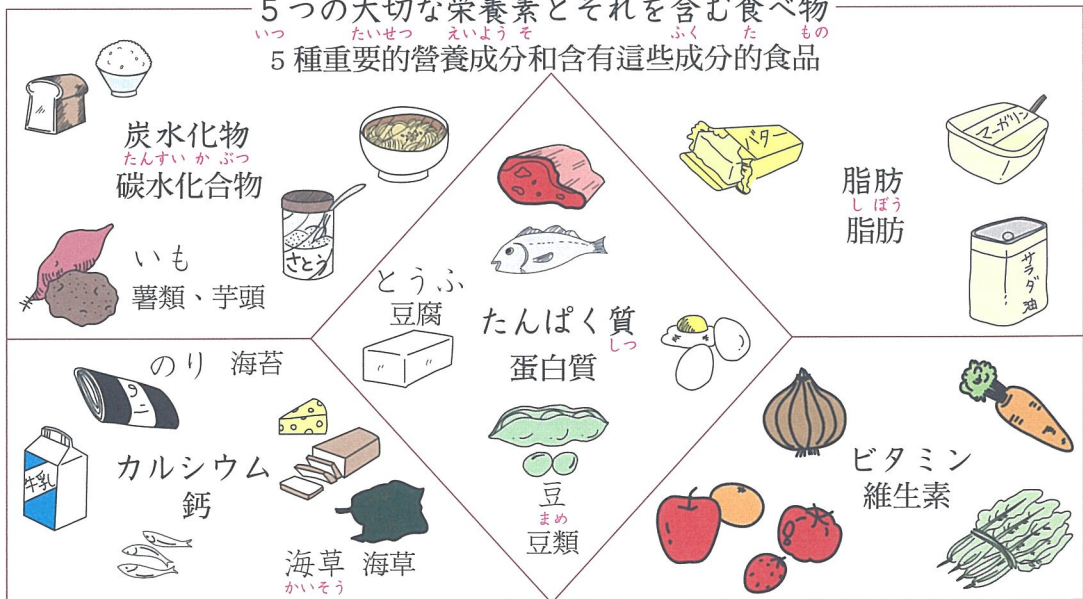 5つの大切な栄養素とそれを含む食べ物
いつ たいせつ えいよう そ ふく た もの
5種重要的營養成分和含有這些成分的食品
炭水化物
たんすい か ぶつ
碳水化合物
さとう
いも
薯類、芋頭
とうふ
豆腐
たんぱく質
しつ
蛋白質
豆
まめ
豆類
バター
マーガリン
脂肪
し ぼう
脂肪
サラダ油
のり 海苔
のり
牛乳
カルシウム
鈣
海草 海草
かいそう
ビタミン
維生素